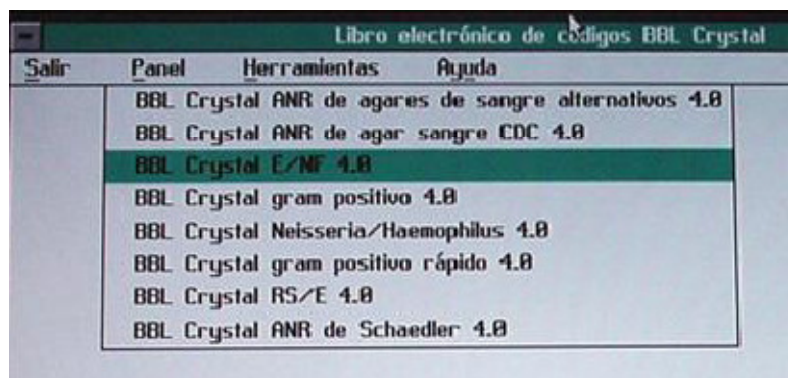 Libro electrónico de códigos BBL Crystal
Salir Panel Herramientas Ayuda
BBL Crystal ANR de agares de sangre alternativos 4.0
BBL Crystal ANR de agar sangre CDC 4.0
BBL Crystal E/NF 4.0
BBL Crystal gram positivo 4.0
BBL Crystal Neisseria/Haemophilus 4.0
BBL Crystal gram positivo rápido 4.0
BBL Crystal RS/E 4.0
BBL Crystal ANR de Schaedler 4.0